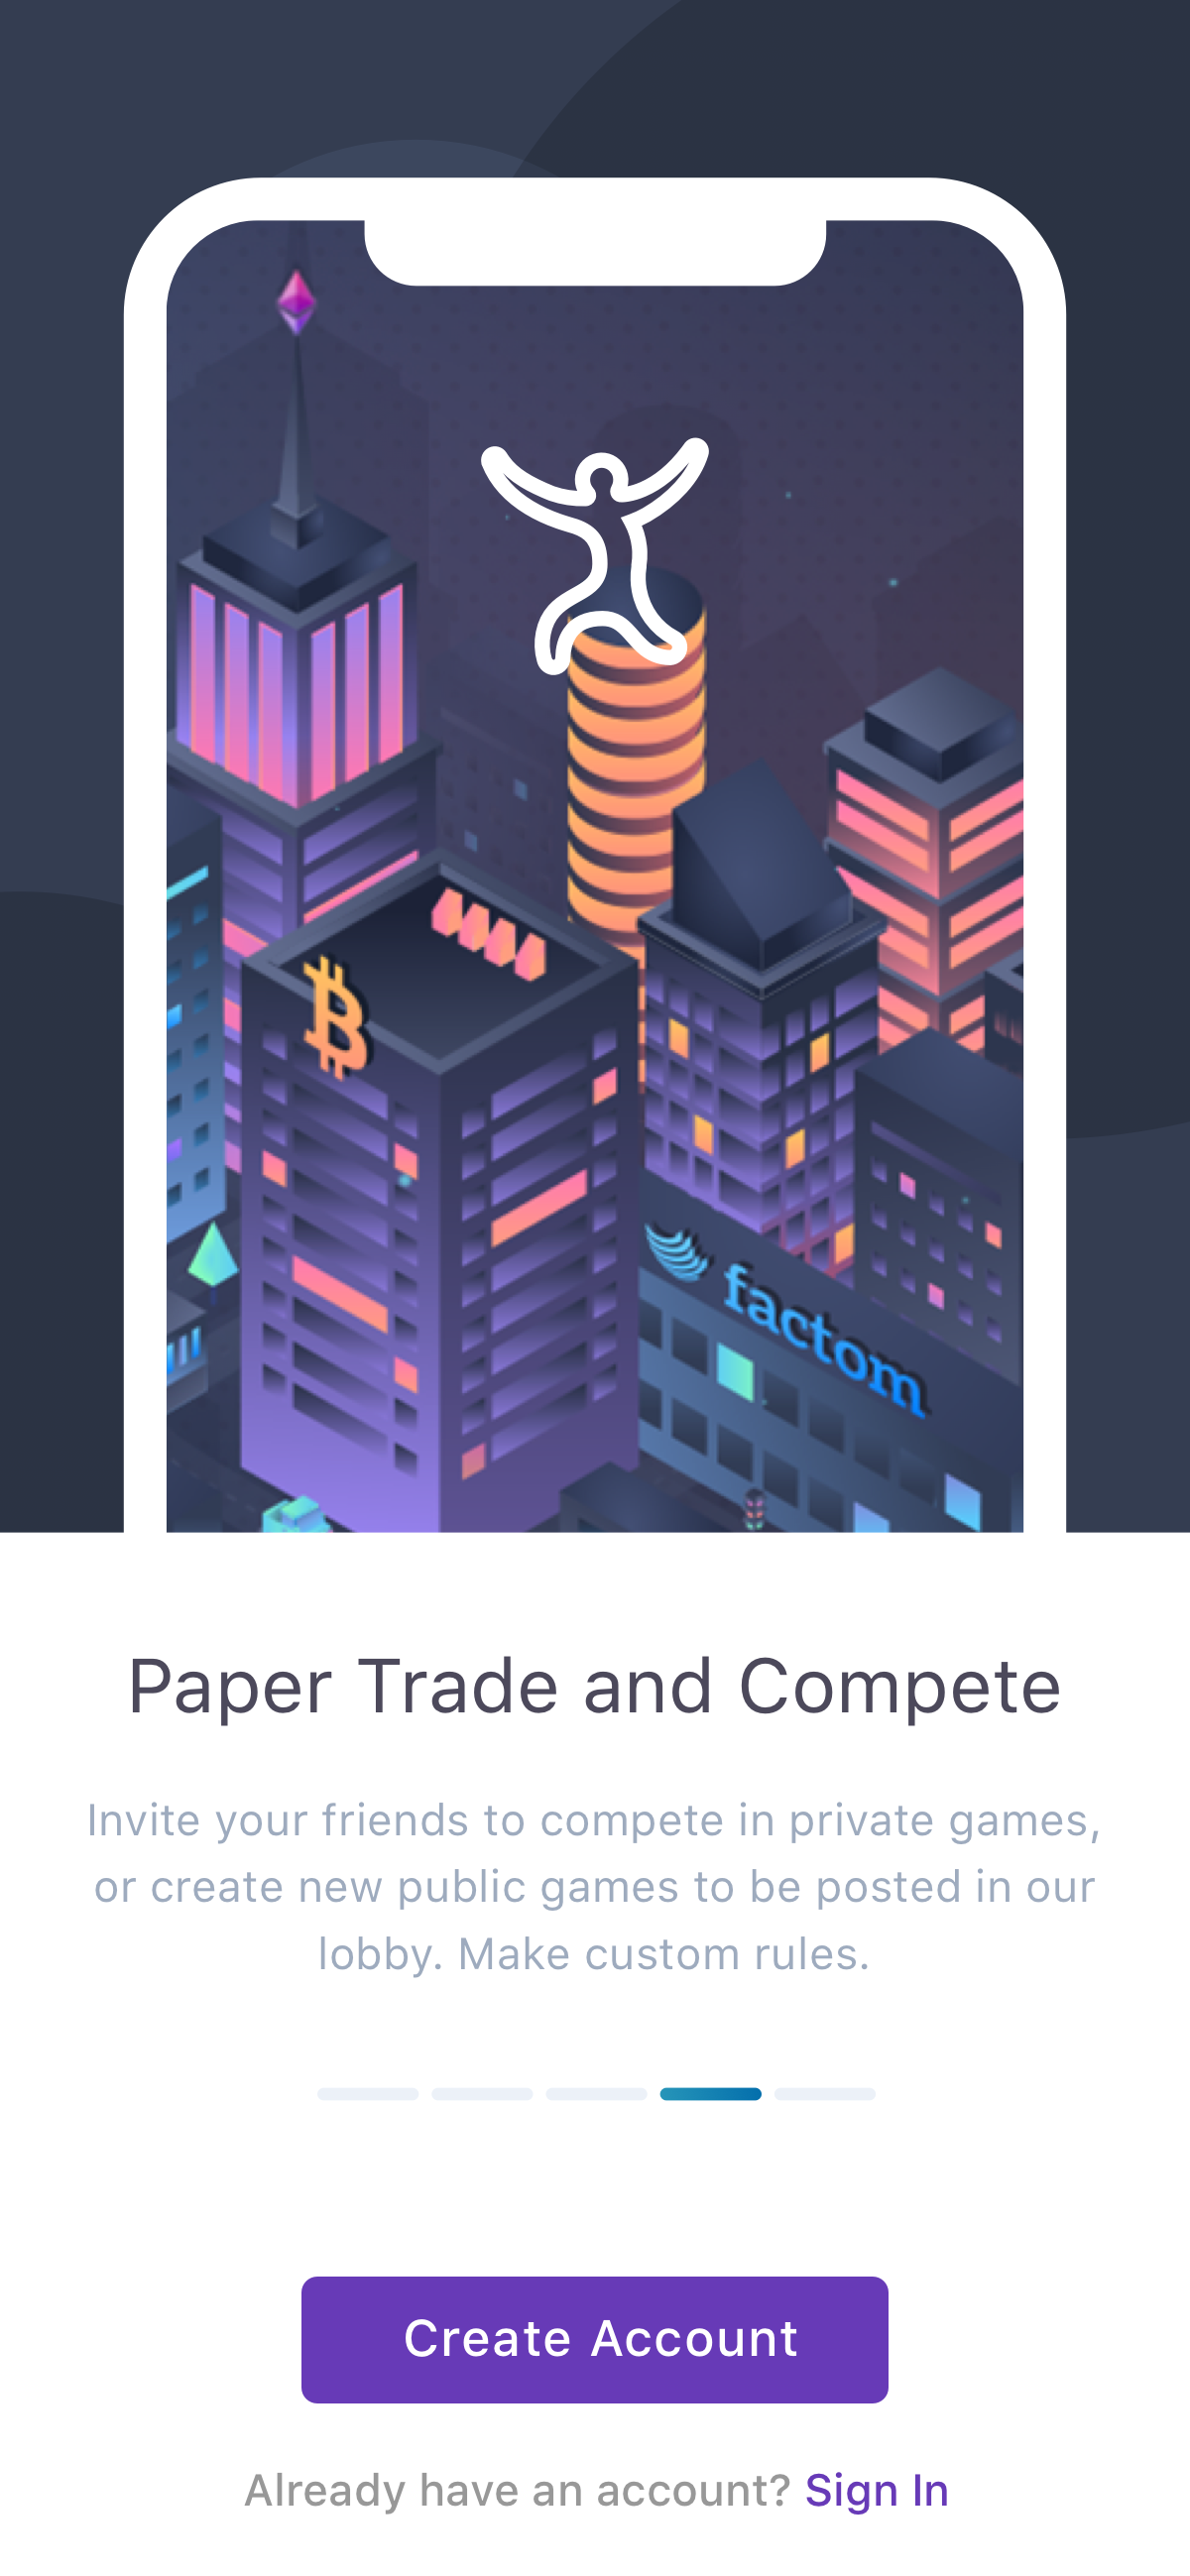 factom
Paper Trade and Compete
Invite your friends to compete in private games,
or create new public games to be posted in our
lobby. Make custom rules.
Create Account
Already have an account? Sign In